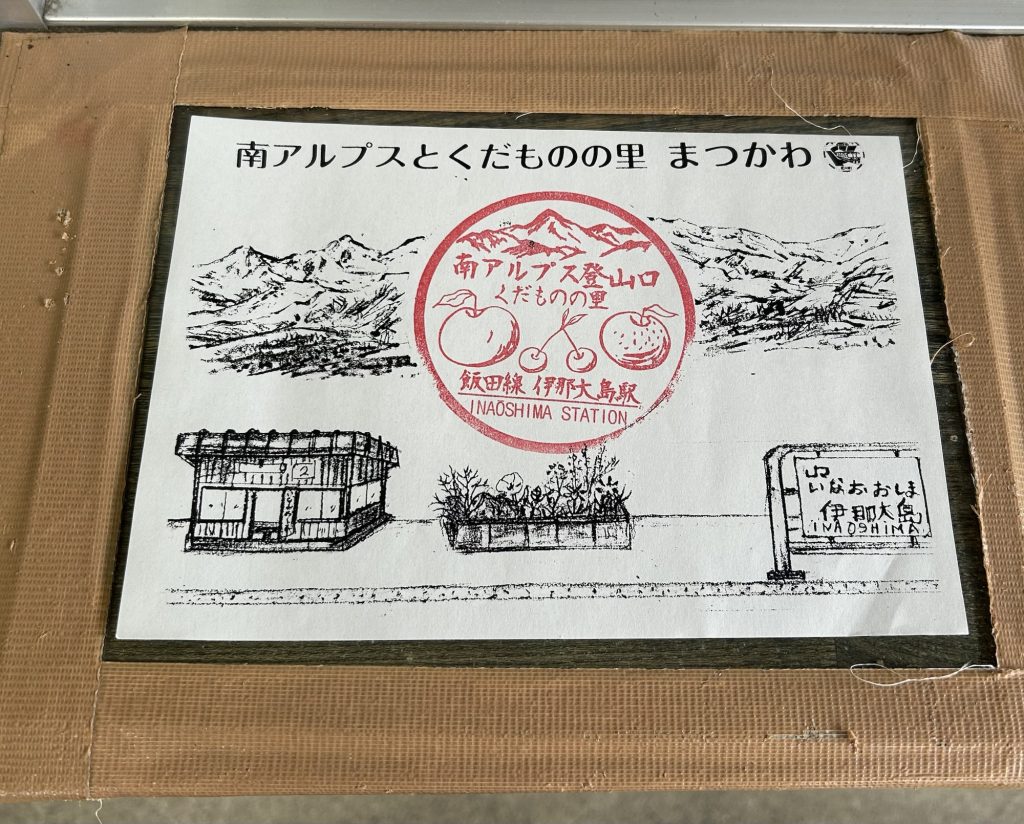 南アルプスとくだものの里 まつかわ
南アルプス登山口
くだものの里
飯田線 伊那大島駅
INAŌSHIMA STATION
2
いなおおしま
伊那大島
INAOSHIMA